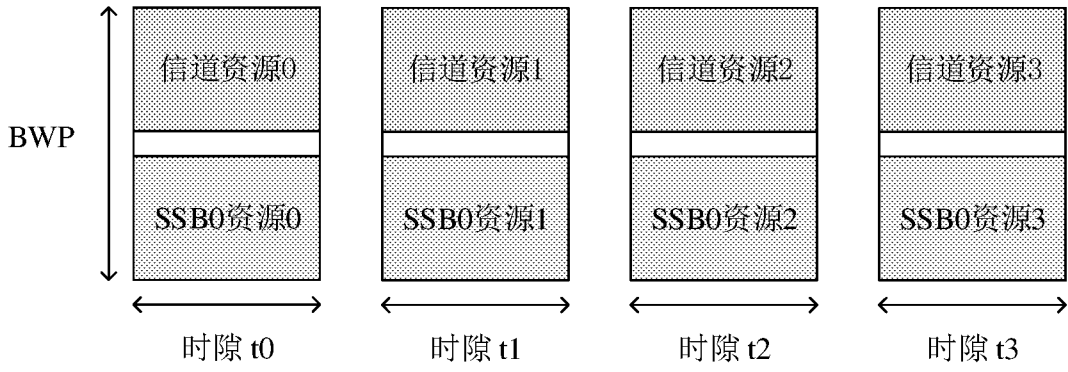 信道资源0 信道资源1 信道资源2 信道资源3
BWP
SSB0资源0 SSB0资源1 SSB0资源2 SSB0资源3
时隙 t0 时隙 t1 时隙 t2 时隙 t3